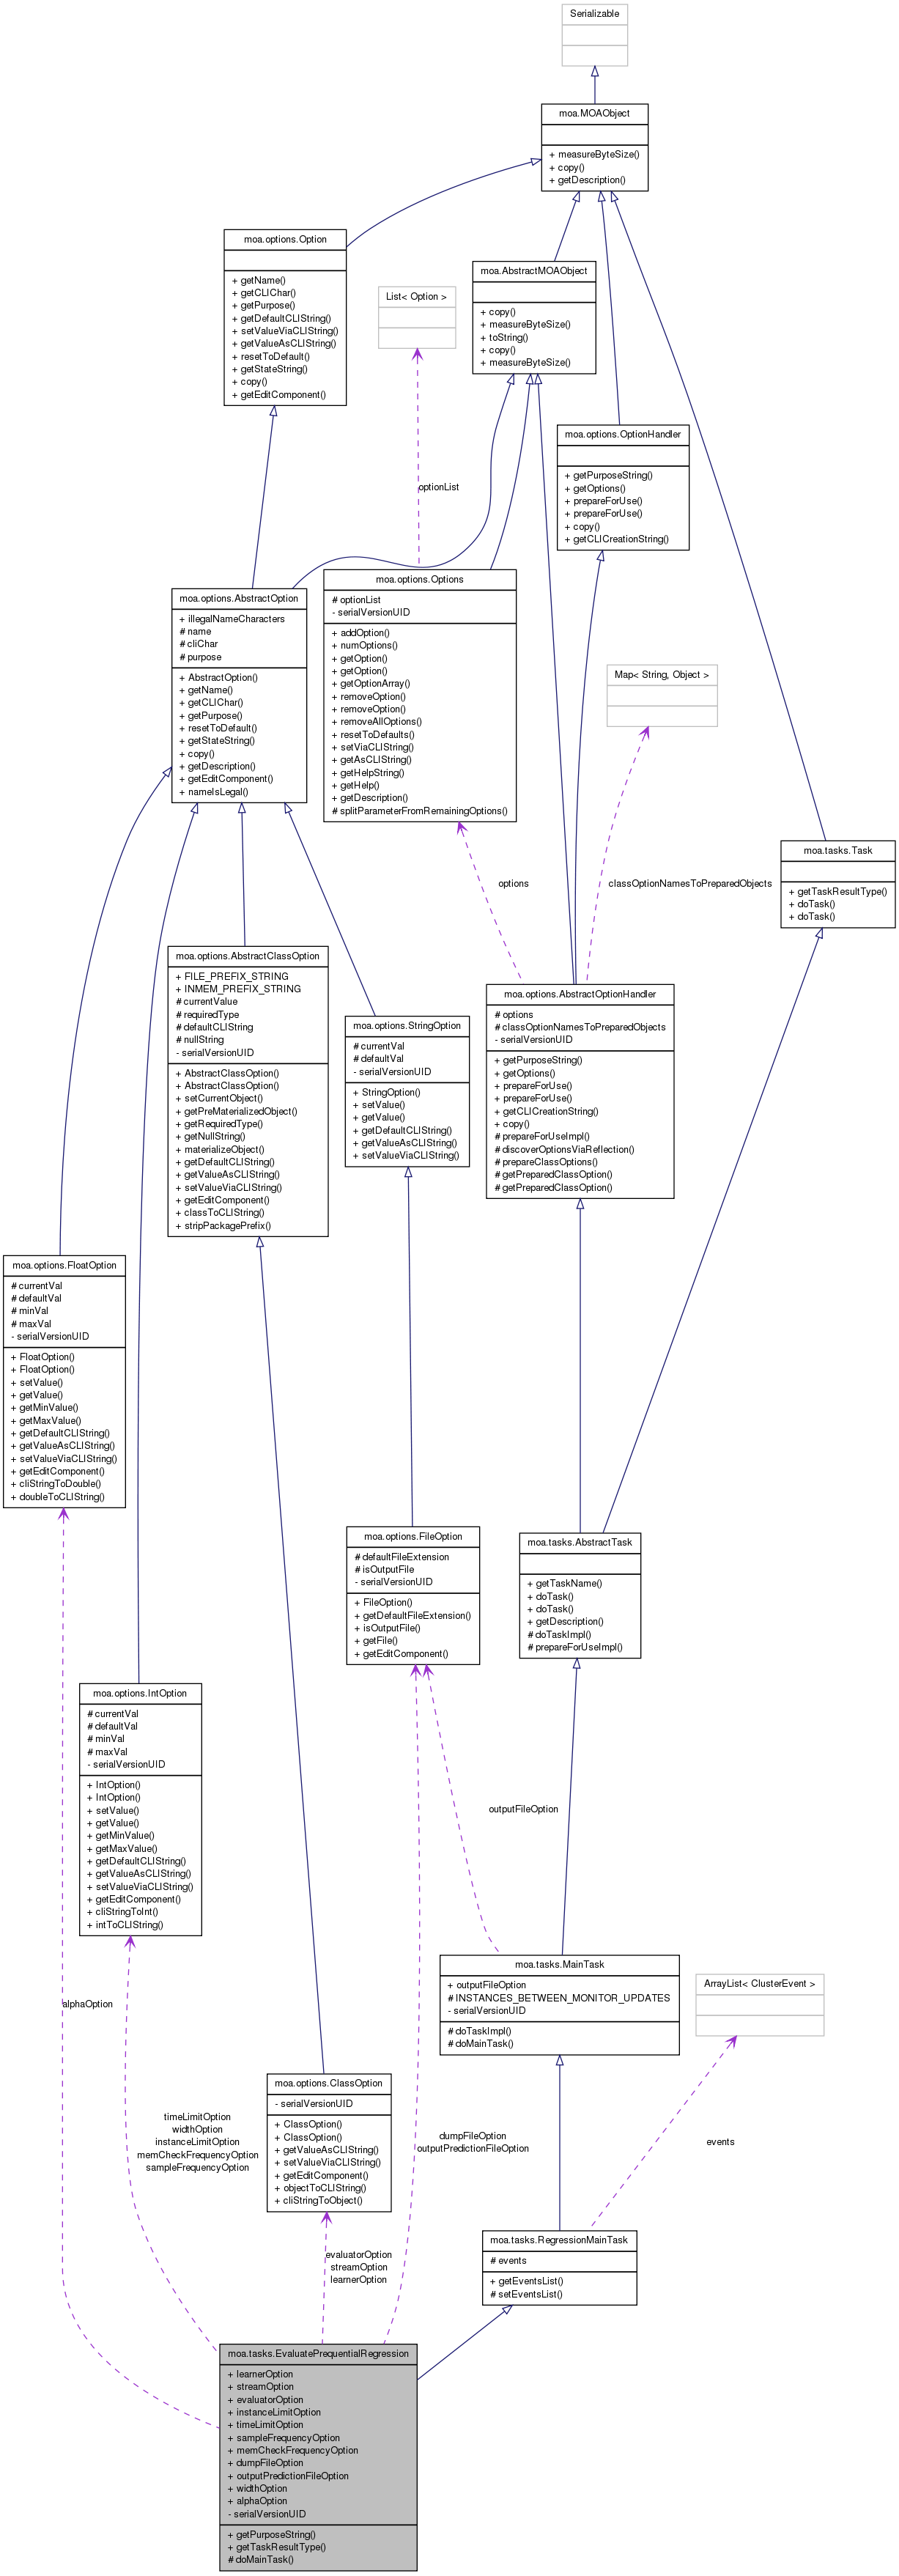 Serializable
moa.MOAObject
+ measureByteSize()
+ copy()
+ getDescription()
moa.options.Option
+ getName()
+ getCLIChar()
+ getPurpose()
+ getDefaultCLIString()
+ setValueViaCLIString()
+ getValueAsCLIString()
+ resetToDefault()
+ getStateString()
+ copy()
+ getEditComponent()
moa.AbstractMOAObject
+ copy()
+ measureByteSize()
+ toString()
+ copy()
+ measureByteSize()
List< Option >
moa.options.OptionHandler
+ getPurposeString()
+ getOptions()
+ prepareForUse()
+ prepareForUse()
+ copy()
+ getCLICreationString()
optionList
moa.options.AbstractOption
+ illegalNameCharacters
# name
# cliChar
# purpose
+ AbstractOption()
+ getName()
+ getCLIChar()
+ getPurpose()
+ resetToDefault()
+ getStateString()
+ copy()
+ getDescription()
+ getEditComponent()
+ nameIsLegal()
moa.options.Options
# optionList
- serialVersionUID
+ addOption()
+ numOptions()
+ getOption()
+ getOption()
+ getOptionArray()
+ removeOption()
+ removeOption()
+ removeAllOptions()
+ resetToDefaults()
+ setViaCLIString()
+ getAsCLIString()
+ getHelpString()
+ getHelp()
+ getDescription()
# splitParameterFromRemainingOptions()
Map< String, Object >
moa.tasks.Task
+ getTaskResultType()
+ doTask()
+ doTask()
options
classOptionNamesToPreparedObjects
moa.options.AbstractClassOption
+ FILE_PREFIX_STRING
+ INMEM_PREFIX_STRING
# currentValue
# requiredType
# defaultCLIString
# nullString
- serialVersionUID
+ AbstractClassOption()
+ AbstractClassOption()
+ setCurrentObject()
+ getPreMaterializedObject()
+ getRequiredType()
+ getNullString()
+ materializeObject()
+ getDefaultCLIString()
+ getValueAsCLIString()
+ setValueViaCLIString()
+ getEditComponent()
+ classToCLIString()
+ stripPackagePrefix()
moa.options.StringOption
# currentVal
# defaultVal
- serialVersionUID
+ StringOption()
+ setValue()
+ getValue()
+ getDefaultCLIString()
+ getValueAsCLIString()
+ setValueViaCLIString()
moa.options.AbstractOptionHandler
# options
# classOptionNamesToPreparedObjects
- serialVersionUID
+ getPurposeString()
+ getOptions()
+ prepareForUse()
+ prepareForUse()
+ getCLICreationString()
+ copy()
# prepareForUseImpl()
# discoverOptionsViaReflection()
# prepareClassOptions()
# getPreparedClassOption()
# getPreparedClassOption()
moa.options.FloatOption
# currentVal
# defaultVal
# minVal
# maxVal
- serialVersionUID
+ FloatOption()
+ FloatOption()
+ setValue()
+ getValue()
+ getMinValue()
+ getMaxValue()
+ getDefaultCLIString()
+ getValueAsCLIString()
+ setValueViaCLIString()
+ getEditComponent()
+ cliStringToDouble()
+ doubleToCLIString()
moa.options.FileOption
# defaultFileExtension
# isOutputFile
- serialVersionUID
+ FileOption()
+ getDefaultFileExtension()
+ isOutputFile()
+ getFile()
+ getEditComponent()
moa.tasks.AbstractTask
+ getTaskName()
+ doTask()
+ doTask()
+ getDescription()
# doTaskImpl()
# prepareForUseImpl()
moa.options.IntOption
# currentVal
# defaultVal
# minVal
# maxVal
- serialVersionUID
+ IntOption()
+ IntOption()
+ setValue()
+ getValue()
+ getMinValue()
+ getMaxValue()
+ getDefaultCLIString()
+ getValueAsCLIString()
+ setValueViaCLIString()
+ getEditComponent()
+ cliStringToInt()
+ intToCLIString()
outputFileOption
moa.tasks.MainTask
+ outputFileOption
# INSTANCES_BETWEEN_MONITOR_UPDATES
- serialVersionUID
# doTaskImpl()
# doMainTask()
ArrayList< ClusterEvent >
alphaOption
moa.options.ClassOption
- serialVersionUID
+ ClassOption()
+ ClassOption()
+ getValueAsCLIString()
+ setValueViaCLIString()
+ getEditComponent()
+ objectToCLIString()
+ cliStringToObject()
timeLimitOption
widthOption
instanceLimitOption
memCheckFrequencyOption
sampleFrequencyOption
dumpFileOption
outputPredictionFileOption
events
moa.tasks.RegressionMainTask
# events
+ getEventsList()
# setEventsList()
evaluatorOption
streamOption
learnerOption
moa.tasks.EvaluatePrequentialRegression
+ learnerOption
+ streamOption
+ evaluatorOption
+ instanceLimitOption
+ timeLimitOption
+ sampleFrequencyOption
+ memCheckFrequencyOption
+ dumpFileOption
+ outputPredictionFileOption
+ widthOption
+ alphaOption
- serialVersionUID
+ getPurposeString()
+ getTaskResultType()
# doMainTask()